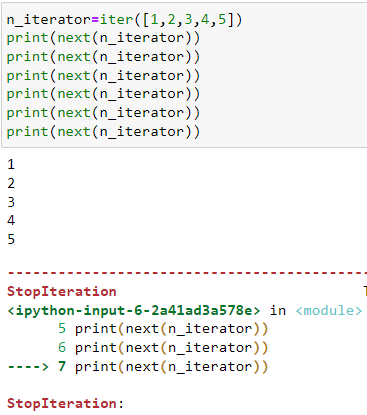 n_iterator=iter([1,2,3,4,5])
print(next(n_iterator))
print(next(n_iterator))
print(next(n_iterator))
print(next(n_iterator))
print(next(n_iterator))
print(next(n_iterator))
1
2
3
4
5
---------------------------------------------
StopIteration T
<ipython-input-6-2a41ad3a578e> in <module>
5 print(next(n_iterator))
6 print(next(n_iterator))
----> 7 print(next(n_iterator))
StopIteration: